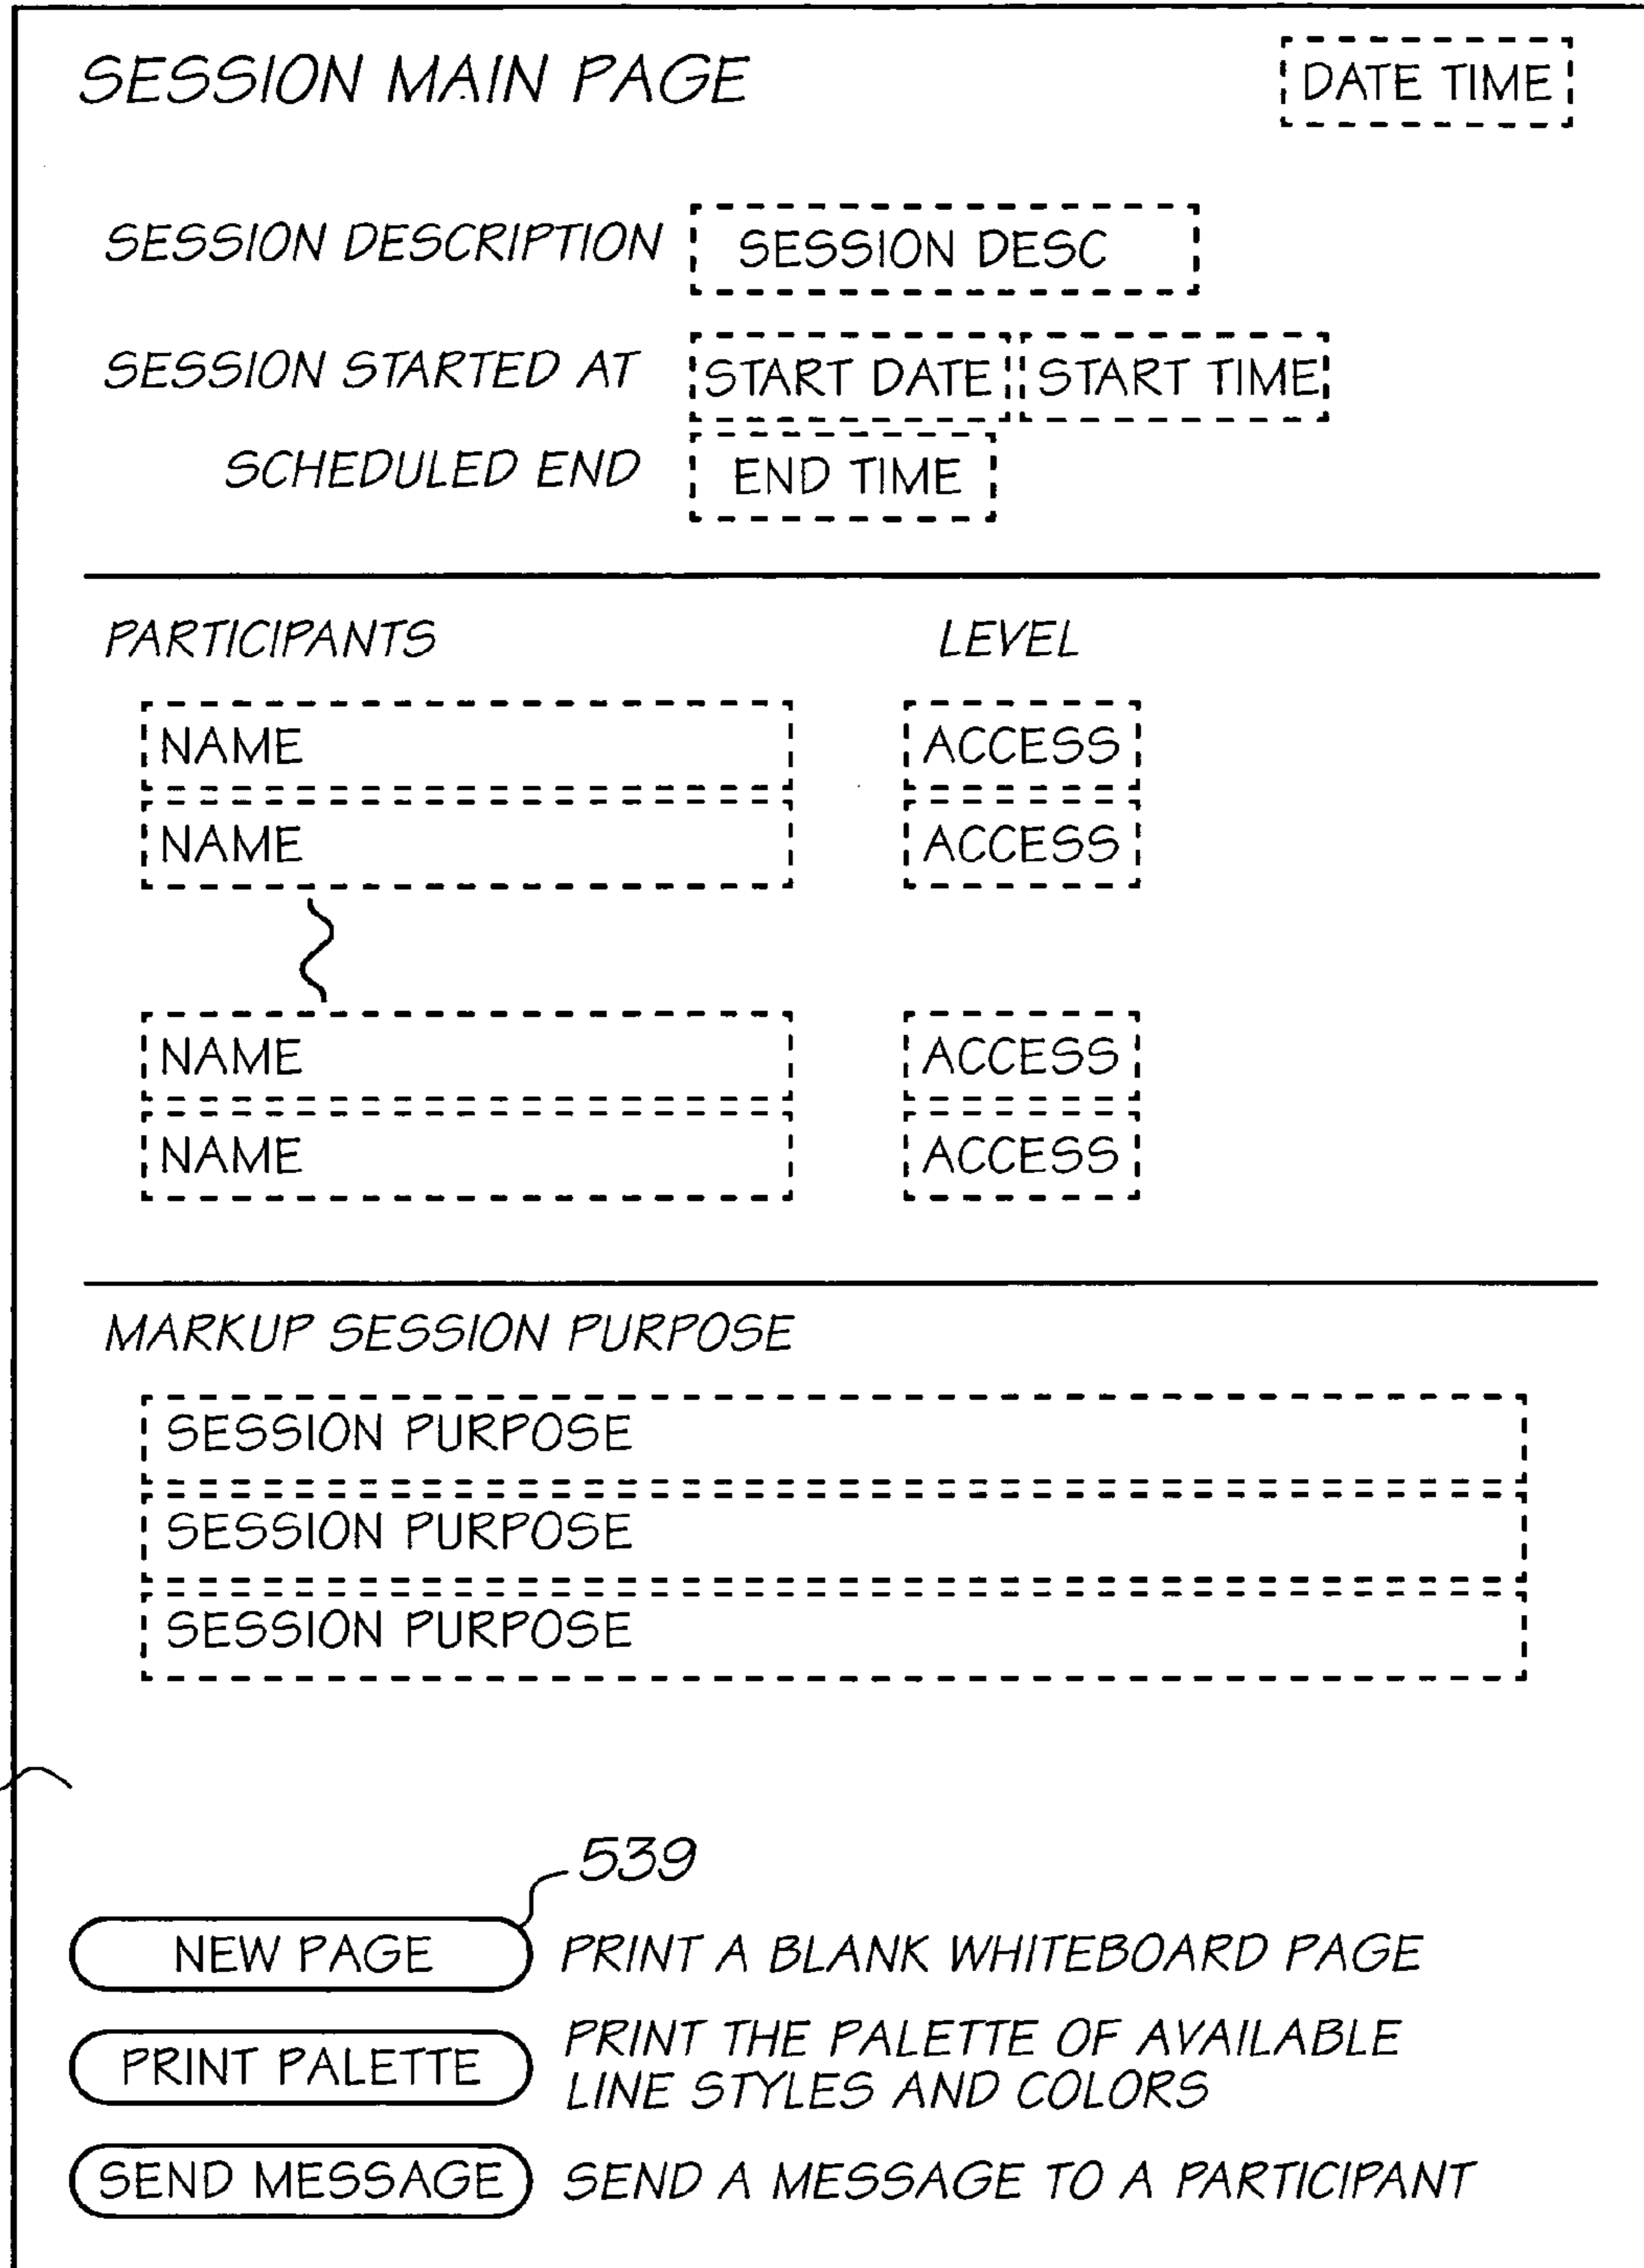 SESSION MAIN PAGE DATE TIME
SESSION DESCRIPTION SESSION DESC
SESSION STARTED AT START DATE START TIME
SCHEDULED END END TIME
PARTICIPANTS LEVEL
NAME ACCESS
NAME ACCESS
NAME ACCESS
NAME ACCESS
MARKUP SESSION PURPOSE
SESSION PURPOSE
SESSION PURPOSE
SESSION PURPOSE
539
NEW PAGE PRINT A BLANK WHITEBOARD PAGE
PRINT PALETTE PRINT THE PALETTE OF AVAILABLE
LINE STYLES AND COLORS
SEND MESSAGE SEND A MESSAGE TO A PARTICIPANT